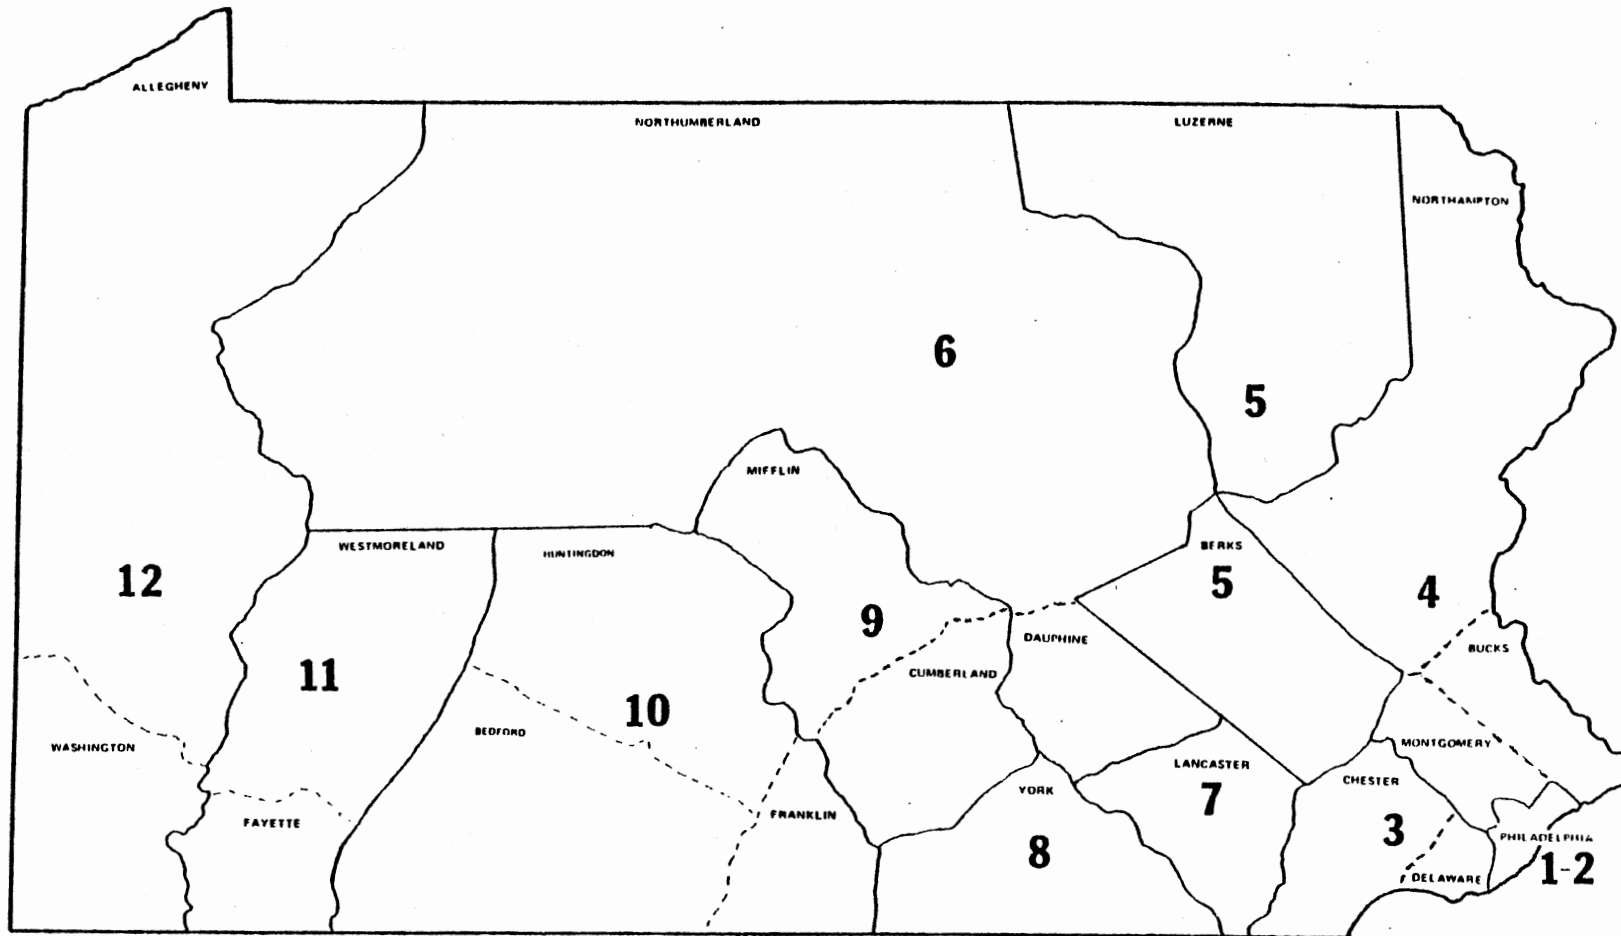 ALLEGHENY
NORTHUMBERLAND
LUZERNE
NORTHAMPTON
6
5
MIFFLIN
WESTMORELAND
HUNTINGDON
BERKS
5
12
4
9
DAUPHINE
BUCKS
11
CUMBERLAND
10
BEDFORD
WASHINGTON
MONTGOMERY
LANCASTER
CHESTER
YORK
7
FAYETTE
FRANKLIN
3
PHILADELPHIA
8
1-2
DELAWARE